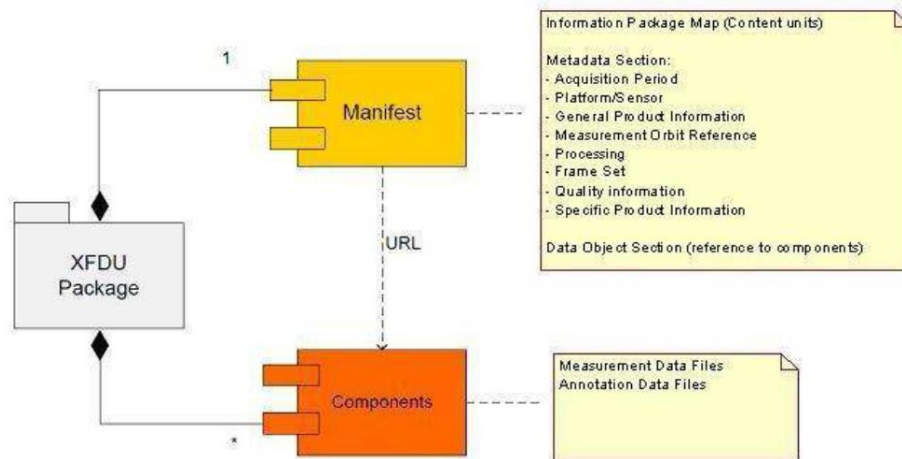 1
Manifest
Information Package Map (Content units)
Metadata Section:
- Acquisition Period
- Platform/Sensor
- General Product Information
- Measurement Orbit Reference
- Processing
- Frame Set
- Quality information
- Specific Product Information
Data Object Section (reference to components)
XFDU
Package
URL
Components
*
Measurement Data Files
Annotation Data Files